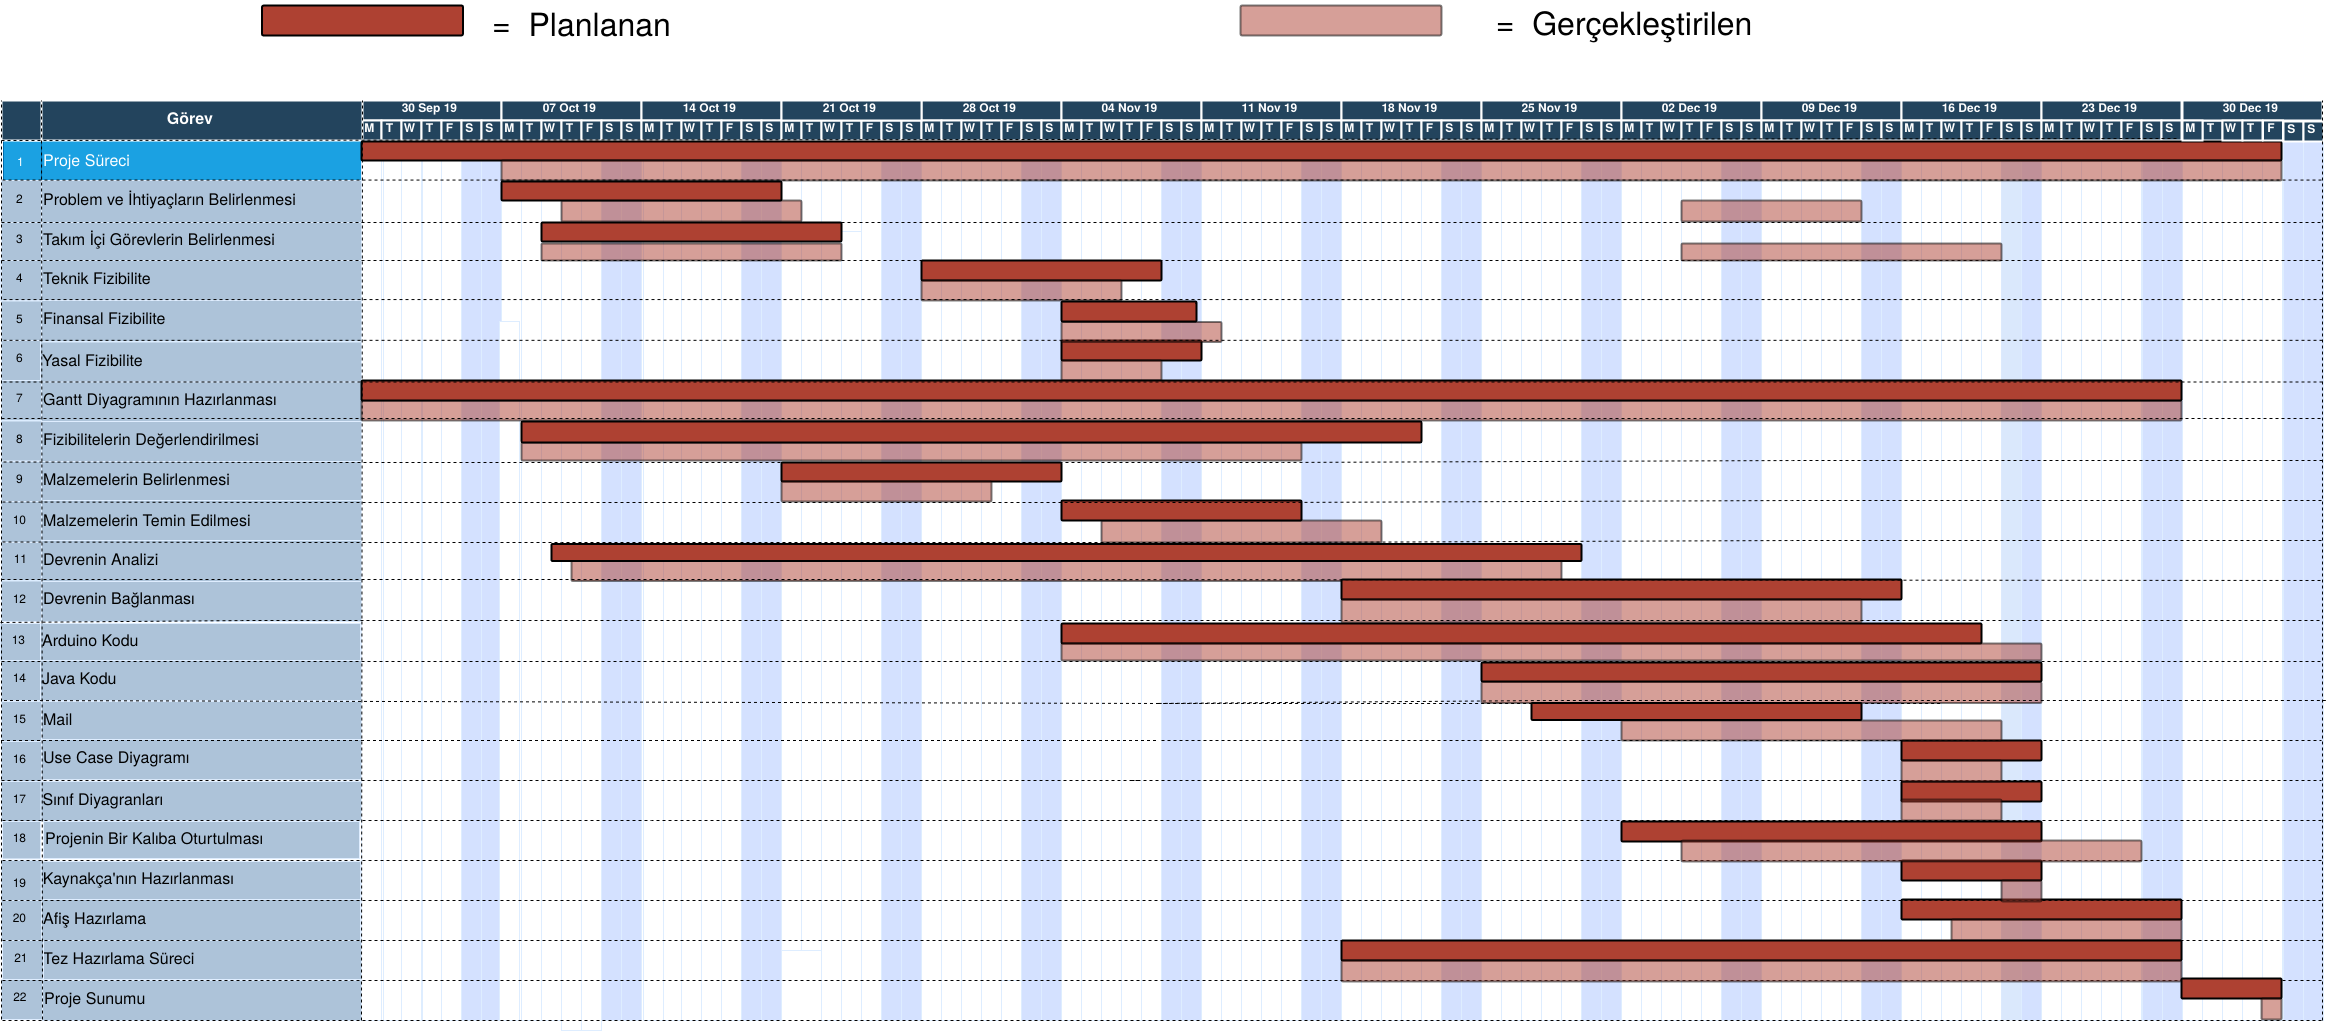 = Planlanan
= Gerçekleştirilen
Görev
30 Sep 19 07 Oct 19 14 Oct 19 21 Oct 19 28 Oct 19 04 Nov 19 11 Nov 19 18 Nov 19 25 Nov 19 02 Dec 19 09 Dec 19 16 Dec 19 23 Dec 19 30 Dec 19
M T W T F S S M T W T F S S M T W T F S S M T W T F S S M T W T F S S M T W T F S S M T W T F S S M T W T F S S M T W T F S S M T W T F S S M T W T F S S M T W T F S S M T W T F S S M T W T F S S
1 Proje Süreci
2 Problem ve İhtiyaçların Belirlenmesi
3 Takım İçi Görevlerin Belirlenmesi
4 Teknik Fizibilite
5 Finansal Fizibilite
6 Yasal Fizibilite
7 Gantt Diyagramının Hazırlanması
8 Fizibilitelerin Değerlendirilmesi
9 Malzemelerin Belirlenmesi
10 Malzemelerin Temin Edilmesi
11 Devrenin Analizi
12 Devrenin Bağlanması
13 Arduino Kodu
14 Java Kodu
15 Mail
16 Use Case Diyagramı
17 Sınıf Diyagranları
18 Projenin Bir Kalıba Oturtulması
19 Kaynakça'nın Hazırlanması
20 Afiş Hazırlama
21 Tez Hazırlama Süreci
22 Proje Sunumu